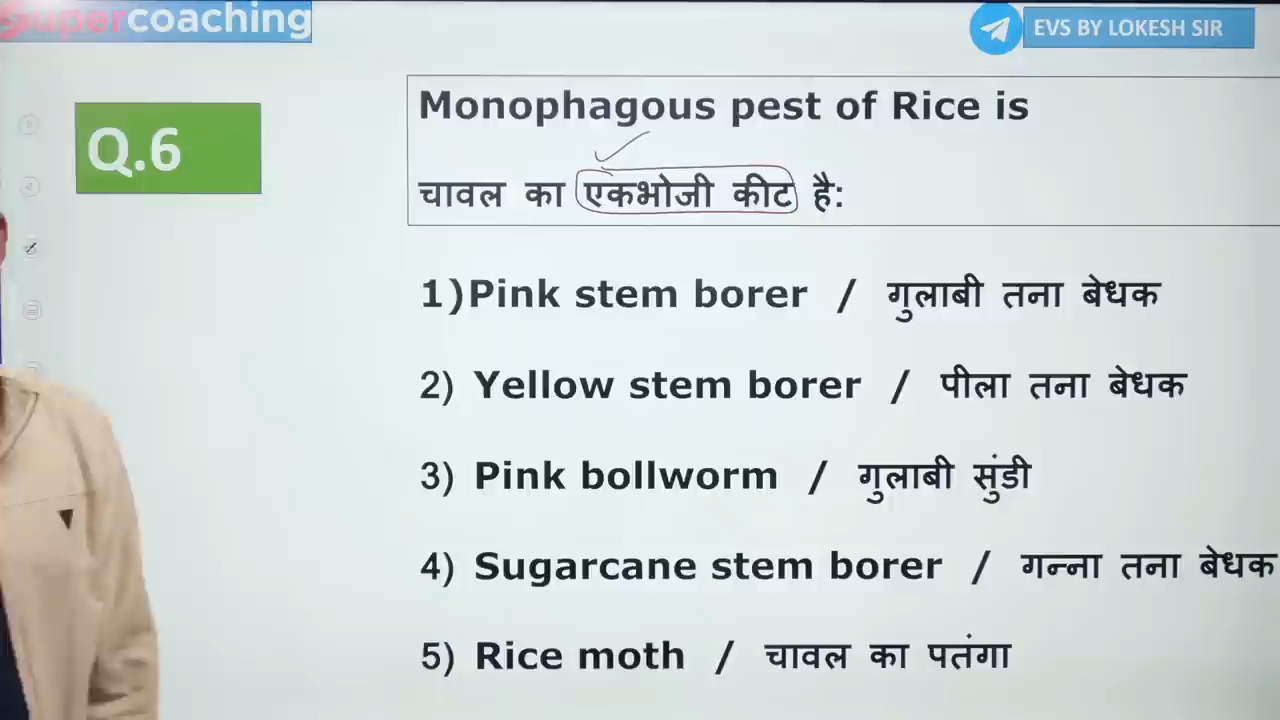 Supercoaching
EVS BY LOKESH SIR
Q.6
Monophagous pest of Rice is
चावल का एकभोजी कीट है:
1)Pink stem borer / गुलाबी तना बेधक
2) Yellow stem borer / पीला तना बेधक
3) Pink bollworm / गुलाबी सुंडी
4) Sugarcane stem borer / गन्ना तना बेधक
5) Rice moth / चावल का पतंगा